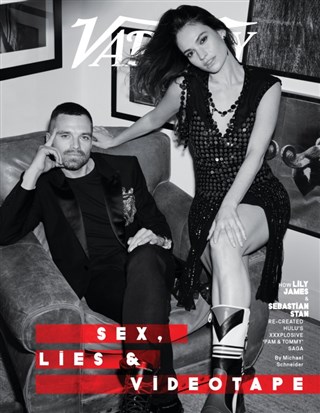 VARIETY
HOW LILY
JAMES
&
SEBASTIAN
STAN
RE-CREATED
HULU'S
XXXPLOSIVE
'PAM & TOMMY'
SAGA
By Michael
Schneider
SEX,
LIES &
VIDEOTAPE